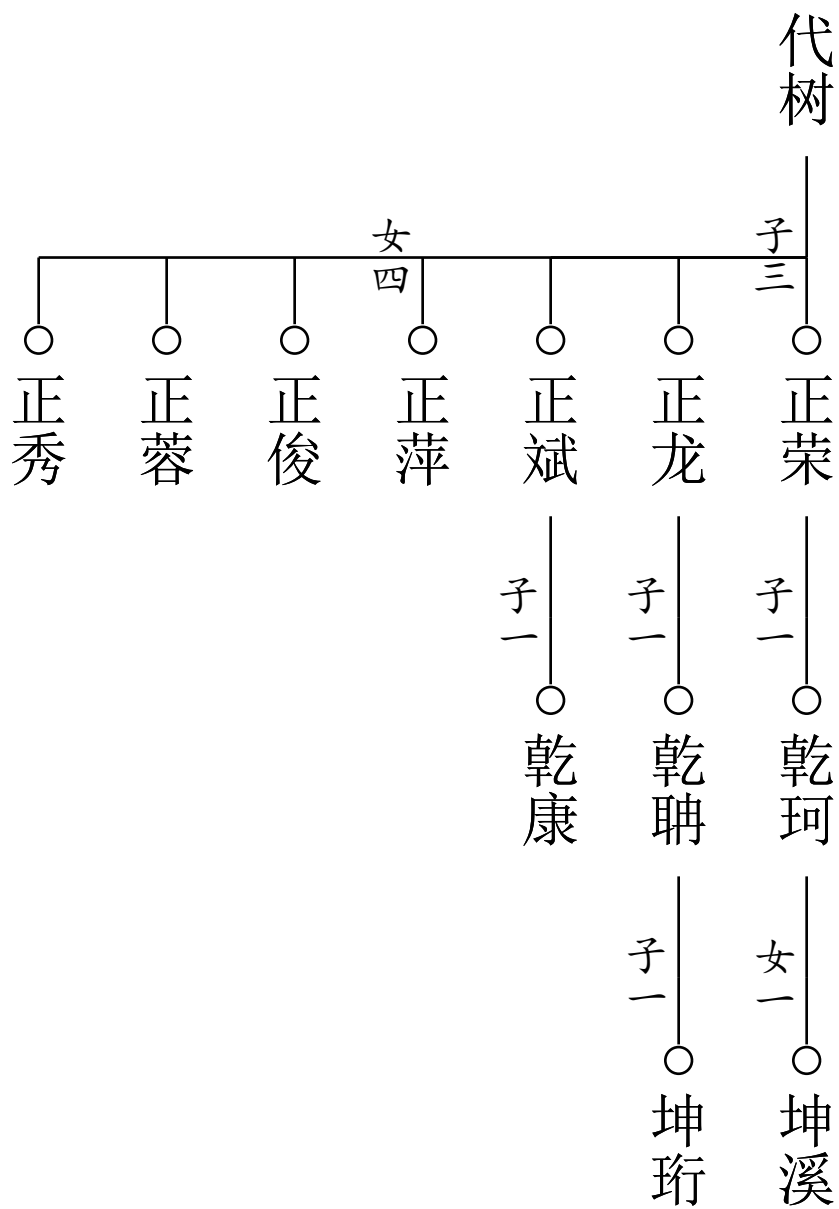 代树
子三
女四
正荣
正龙
正斌
正萍
正俊
正蓉
正秀
子一
子一
子一
乾珂
乾聃
乾康
女一
子一
坤溪
坤珩